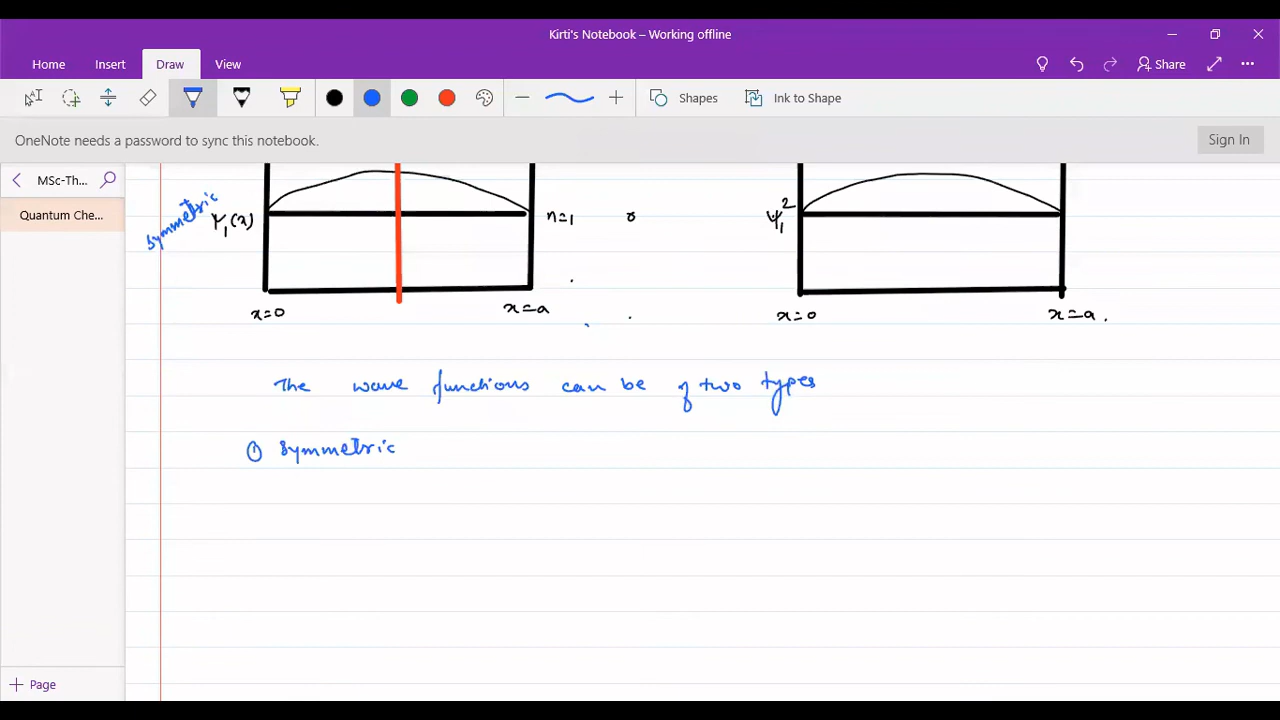 Kirti's Notebook – Working offline
Home Insert Draw View
Share
Shapes Ink to Shape
OneNote needs a password to sync this notebook.
Sign In
MSc-Th...
Quantum Che...
Symmetric
ψ₁(x)
n=1
0
ψ₁²
x=0
x=a
x=0
x=a.
The wave functions can be of two types
① Symmetric
Page